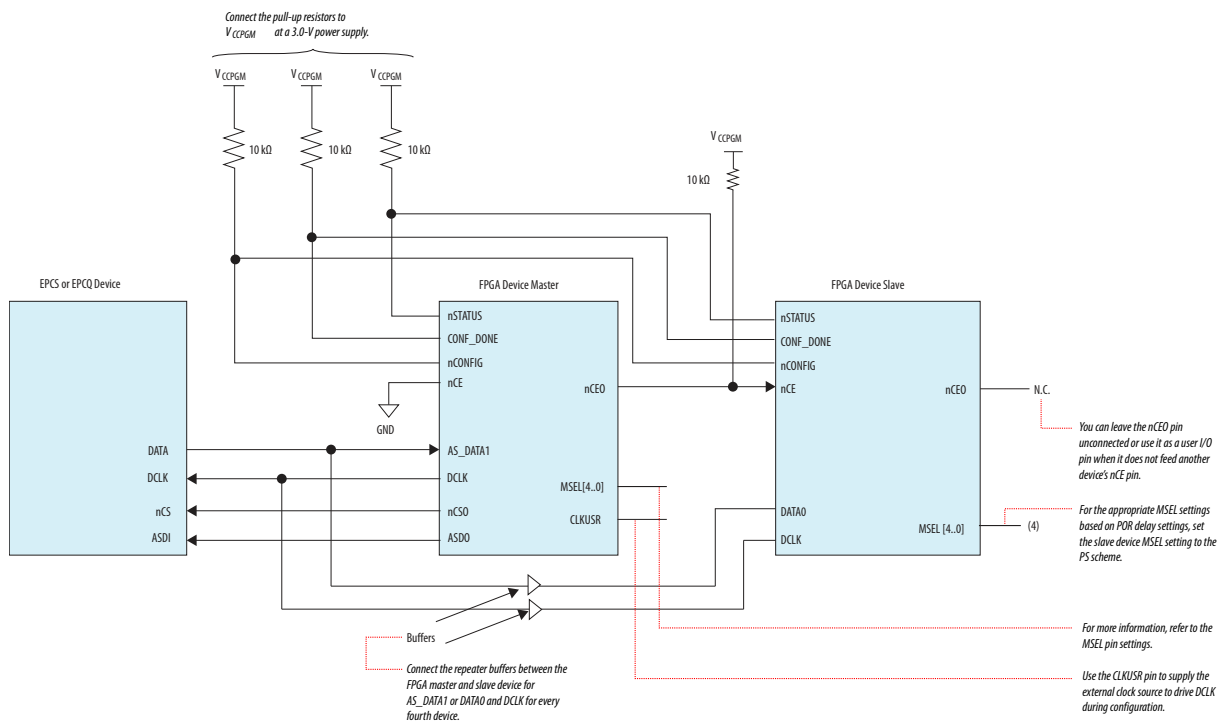 Connect the pull-up resistors to
V CCPGM at a 3.0-V power supply.
V CCPGM
V CCPGM
V CCPGM
10 kΩ
10 kΩ
10 kΩ
V CCPGM
10 kΩ
EPCS or EPCQ Device
DATA
DCLK
nCS
ASDI
FPGA Device Master
nSTATUS
CONF_DONE
nCONFIG
nCE
nCEO
GND
AS_DATA1
DCLK
nCSO
ASDO
MSEL[4..0]
CLKUSR
FPGA Device Slave
nSTATUS
CONF_DONE
nCONFIG
nCE
nCEO
N.C.
DATA0
DCLK
MSEL [4..0]
(4)
You can leave the nCEO pin
unconnected or use it as a user I/O
pin when it does not feed another
device's nCE pin.
For the appropriate MSEL settings
based on POR delay settings, set
the slave device MSEL setting to the
PS scheme.
Buffers
Connect the repeater buffers between the
FPGA master and slave device for
AS_DATA1 or DATA0 and DCLK for every
fourth device.
For more information, refer to the
MSEL pin settings.
Use the CLKUSR pin to supply the
external clock source to drive DCLK
during configuration.